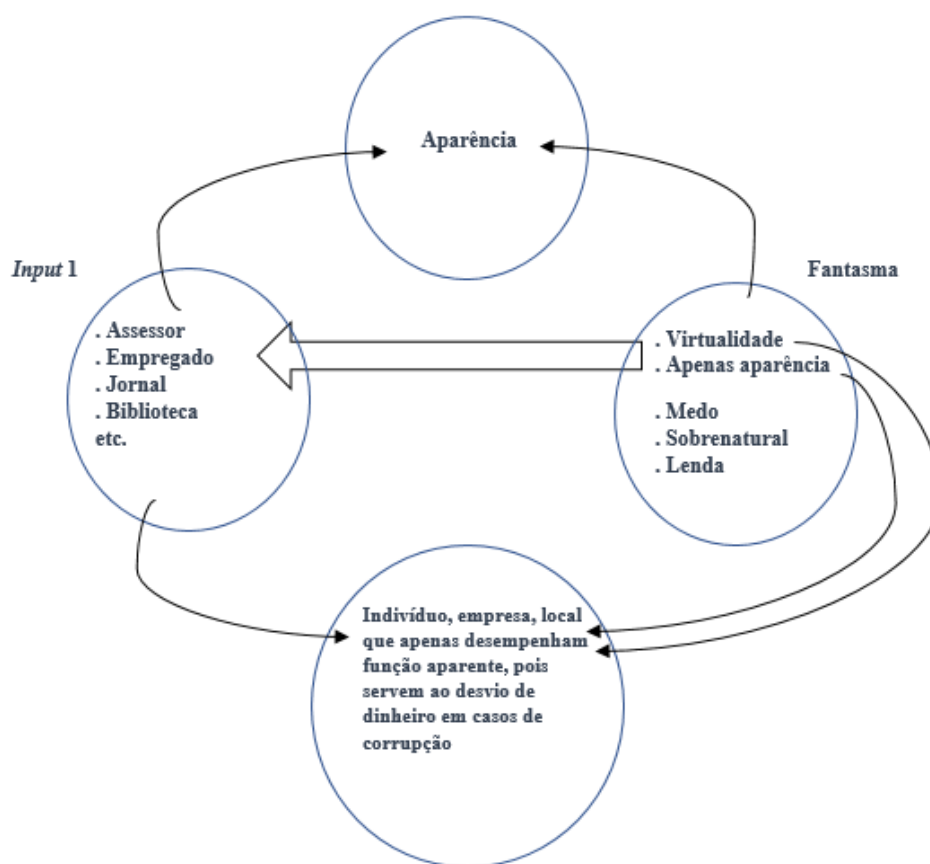 Aparência
Input 1
Fantasma
. Assessor
. Empregado
. Jornal
. Biblioteca
etc.
. Virtualidade
. Apenas aparência
. Medo
. Sobrenatural
. Lenda
Indivíduo, empresa, local
que apenas desempenham
função aparente, pois
servem ao desvio de
dinheiro em casos de
corrupção